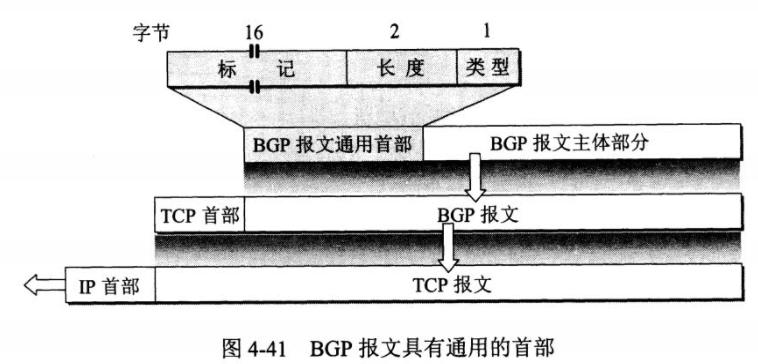 字节 16 2 1
标 记 长 度 类 型
BGP 报文通用首部 BGP 报文主体部分
TCP 首部 BGP 报文
IP 首部 TCP 报文
图 4-41 BGP 报文具有通用的首部